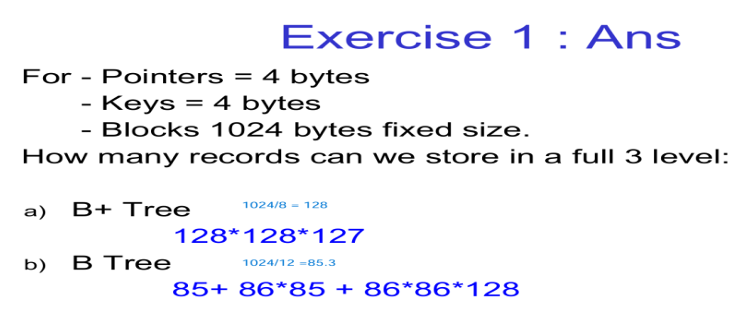 Exercise 1 : Ans
For - Pointers = 4 bytes
- Keys = 4 bytes
- Blocks 1024 bytes fixed size.
How many records can we store in a full 3 level:
a) B+ Tree 1024/8 = 128
128*128*127
b) B Tree 1024/12 =85.3
85+ 86*85 + 86*86*128